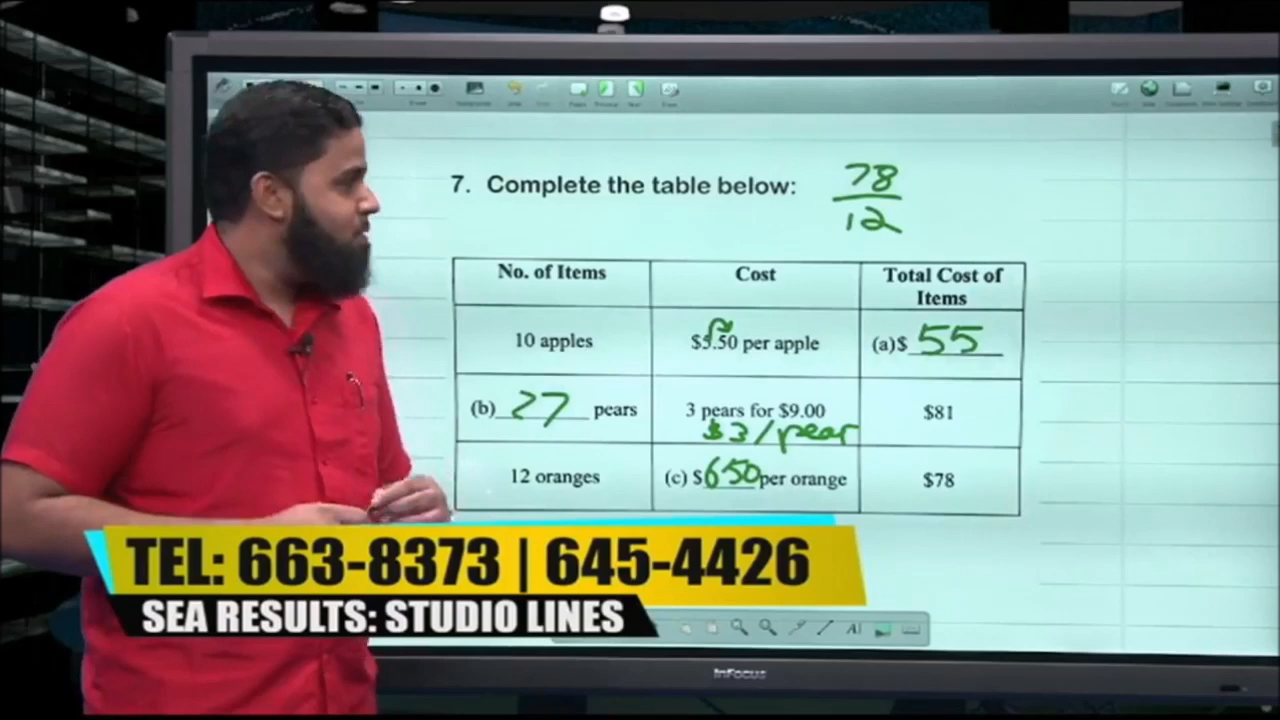 7. Complete the table below:
78
12
No. of Items
Cost
Total Cost of
Items
10 apples
$5.50 per apple
(a)$ 55
(b) 27 pears
3 pears for $9.00
$3/pear
$81
12 oranges
(c) $650 per orange
$78
TEL: 663-8373 | 645-4426
SEA RESULTS: STUDIO LINES
InFocus